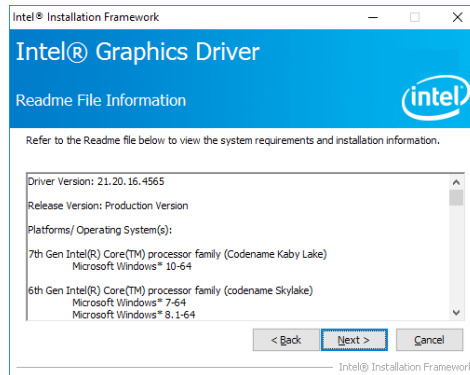 Intel® Installation Framework
Intel® Graphics Driver
Readme File Information
intel
Refer to the Readme file below to view the system requirements and installation information.
Driver Version: 21.20.16.4565
Release Version: Production Version
Platforms/ Operating System(s):
7th Gen Intel(R) Core(TM) processor family (Codename Kaby Lake)
Microsoft Windows* 10-64
6th Gen Intel(R) Core(TM) processor family (codename Skylake)
Microsoft Windows* 7-64
Microsoft Windows* 8.1-64
< Back Next > Cancel
Intel® Installation Framework